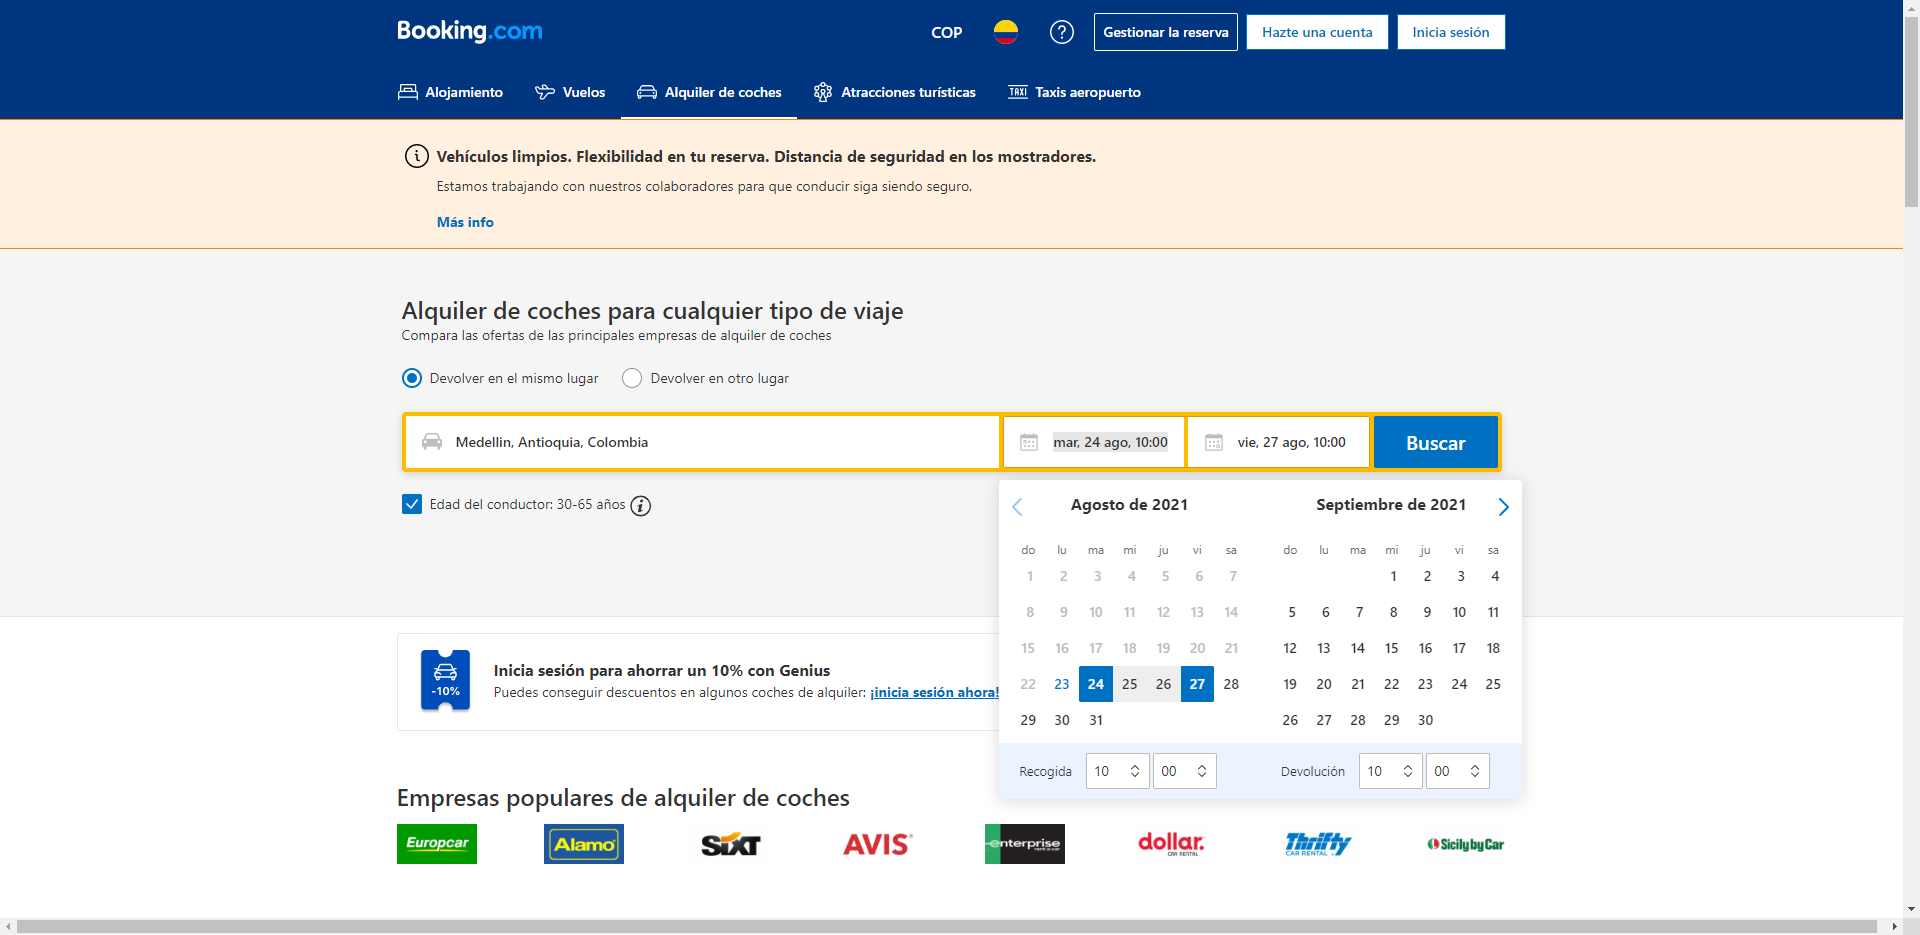 Booking.com
COP
?
Gestionar la reserva
Hazte una cuenta
Inicia sesión
Alojamiento
Vuelos
Alquiler de coches
Atracciones turísticas
TAXI
Taxis aeropuerto
Vehículos limpios. Flexibilidad en tu reserva. Distancia de seguridad en los mostradores.
Estamos trabajando con nuestros colaboradores para que conducir siga siendo seguro.
Más info
Alquiler de coches para cualquier tipo de viaje
Compara las ofertas de las principales empresas de alquiler de coches
Devolver en el mismo lugar
Devolver en otro lugar
Medellin, Antioquia, Colombia
mar, 24 ago, 10:00
vie, 27 ago, 10:00
Buscar
Edad del conductor: 30-65 años
Agosto de 2021
do lu ma mi ju vi sa
1 2 3 4 5 6 7
8 9 10 11 12 13 14
15 16 17 18 19 20 21
22 23 24 25 26 27 28
29 30 31
Septiembre de 2021
do lu ma mi ju vi sa
1 2 3 4
5 6 7 8 9 10 11
12 13 14 15 16 17 18
19 20 21 22 23 24 25
26 27 28 29 30
Recogida 10 00
Devolución 10 00
-10%
Inicia sesión para ahorrar un 10% con Genius
Puedes conseguir descuentos en algunos coches de alquiler: ¡inicia sesión ahora!
Empresas populares de alquiler de coches
Europcar
Alamo
SIXT
AVIS
enterprise
rent-a-car
dollar.
CAR RENTAL
Thrifty
CAR RENTAL
Sicily by Car